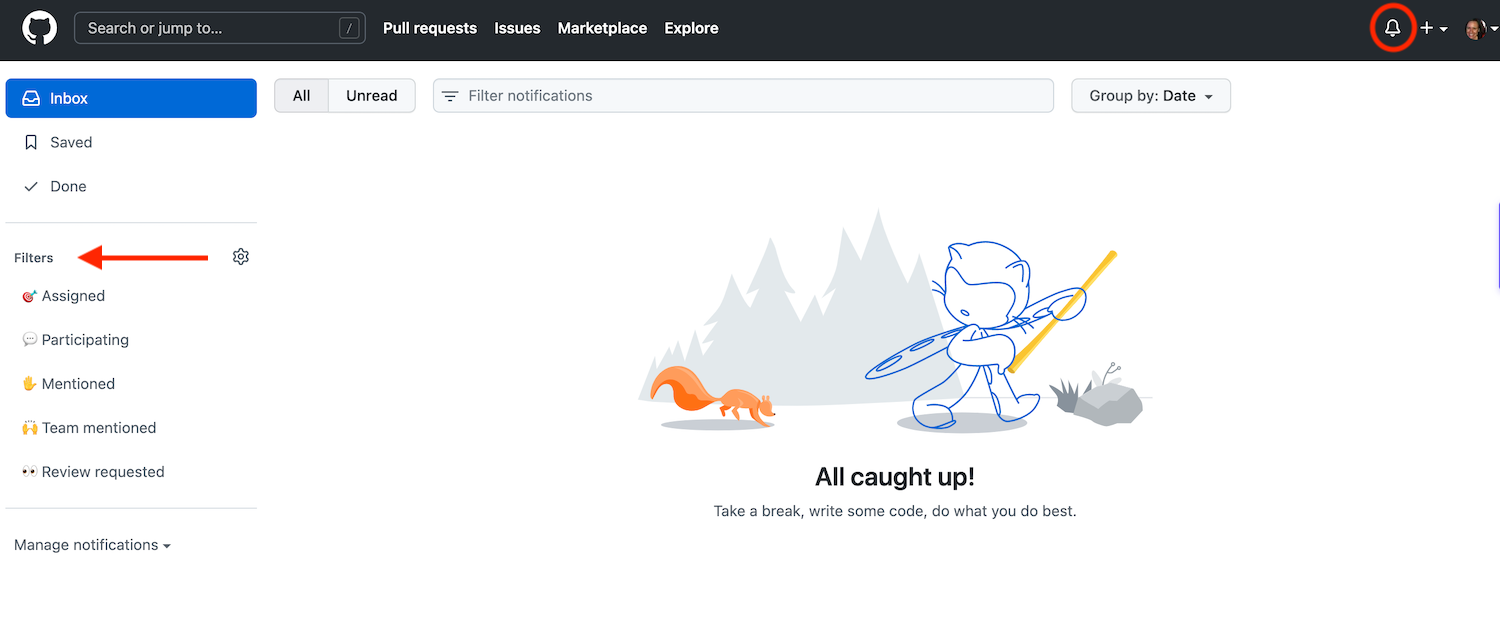 Search or jump to... / Pull requests Issues Marketplace Explore
Inbox
Saved
Done
Filters
Assigned
Participating
Mentioned
Team mentioned
Review requested
Manage notifications
All Unread Filter notifications Group by: Date
All caught up!
Take a break, write some code, do what you do best.